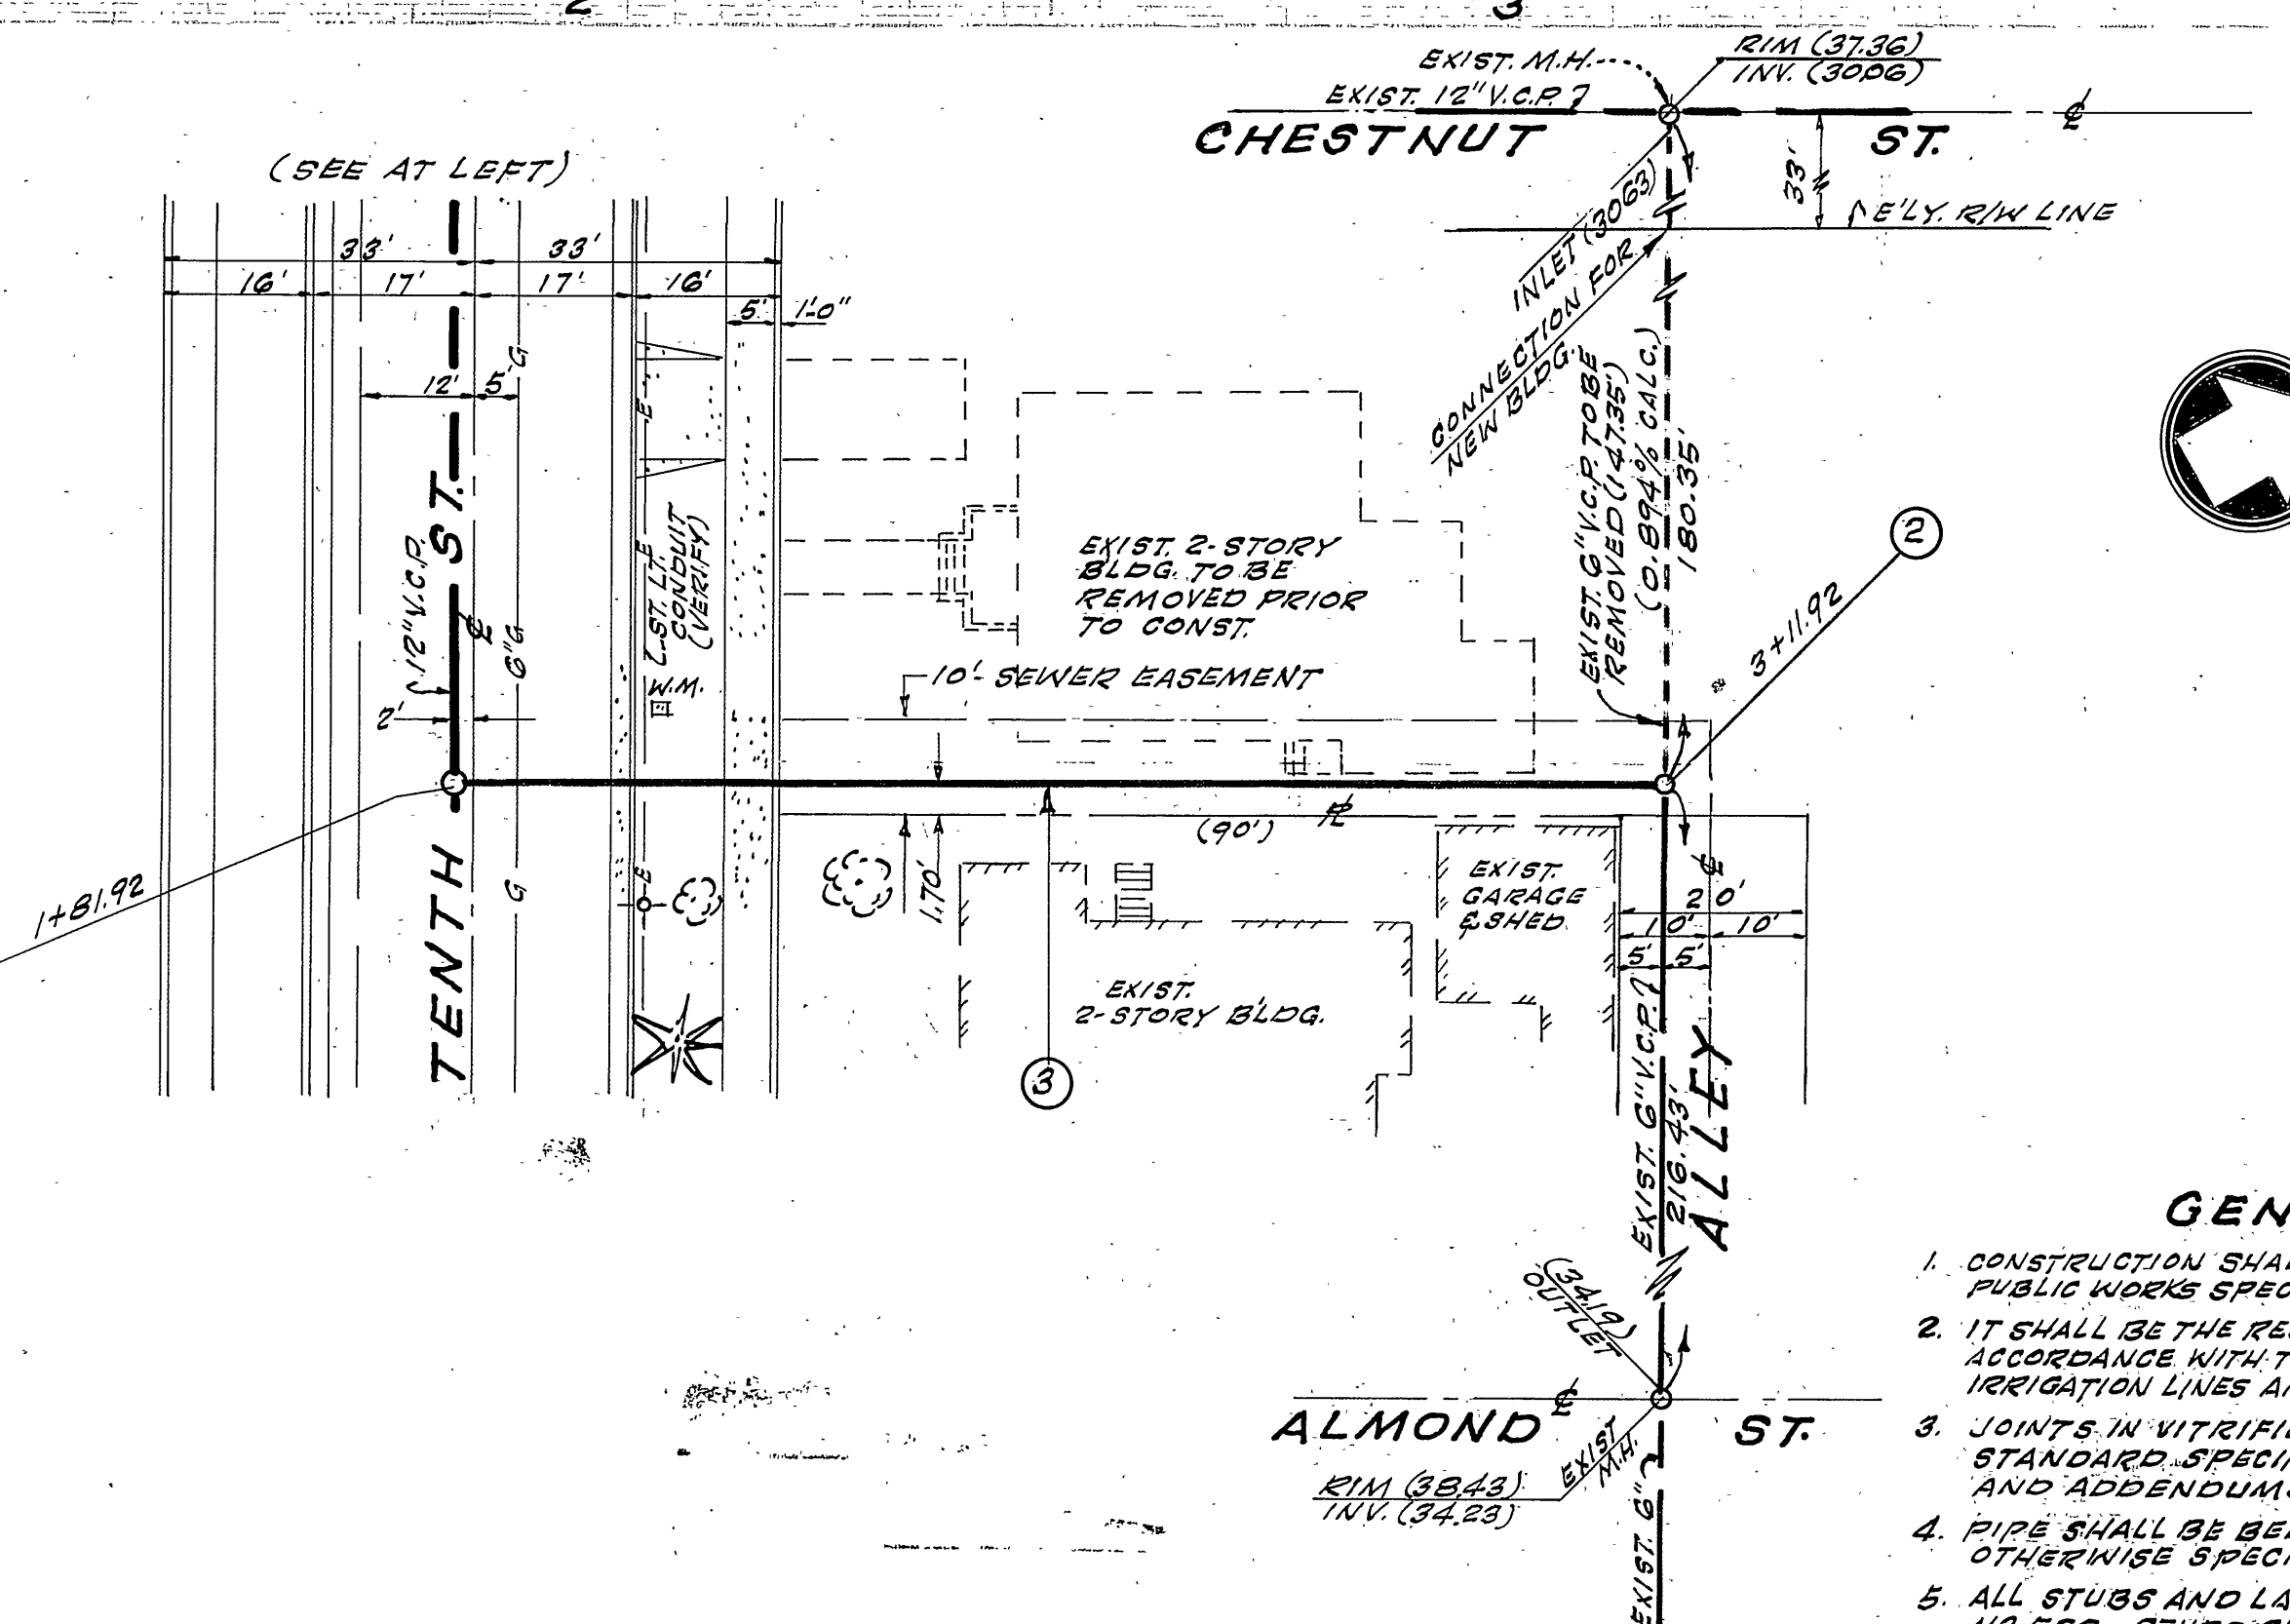 2
3
EXIST. M.H.
RIM (37.36)
INV. (30.06)
EXIST. 12" V.C.P.
CHESTNUT ST.
℄
33'
E'LY. R/W LINE
INLET (30.63)
CONNECTION FOR
NEW BLDG.
(SEE AT LEFT)
33' 33'
16' 17' 17' 16'
5' 1'-0"
12' 5'
G
E
EXIST. 6" V.C.P. TO BE
REMOVED (147.35')
(0.894% CALC.)
180.35'
2
3+11.92
12" V.C.P.
℄
6"G
E
ST. LT.
CONDUIT
(VERIFY)
W.M.
2'
EXIST. 2-STORY
BLDG. TO BE
REMOVED PRIOR
TO CONST.
10'- SEWER EASEMENT
TENTH ST.
1+81.92
G
E
1.70'
(90')
℄
3
EXIST.
GARAGE
& SHED
EXIST.
2-STORY BLDG.
℄
20'
10' 10'
5' 5'
EXIST. 6" V.C.P.
216.43'
ALLEY
(34.19)
OUTLET
ALMOND ST.
℄
EXIST
M.H.
RIM (38.43)
INV. (34.23)
EXIST. 6"
GEN
1. CONSTRUCTION SHA
PUBLIC WORKS SPEC
2. IT SHALL BE THE RE
ACCORDANCE WITH T
IRRIGATION LINES A
3. JOINTS IN VITRIFI
STANDARD SPECI
AND ADDENDUM
4. PIPE SHALL BE BE
OTHERWISE SPEC
5. ALL STUBS AND LA